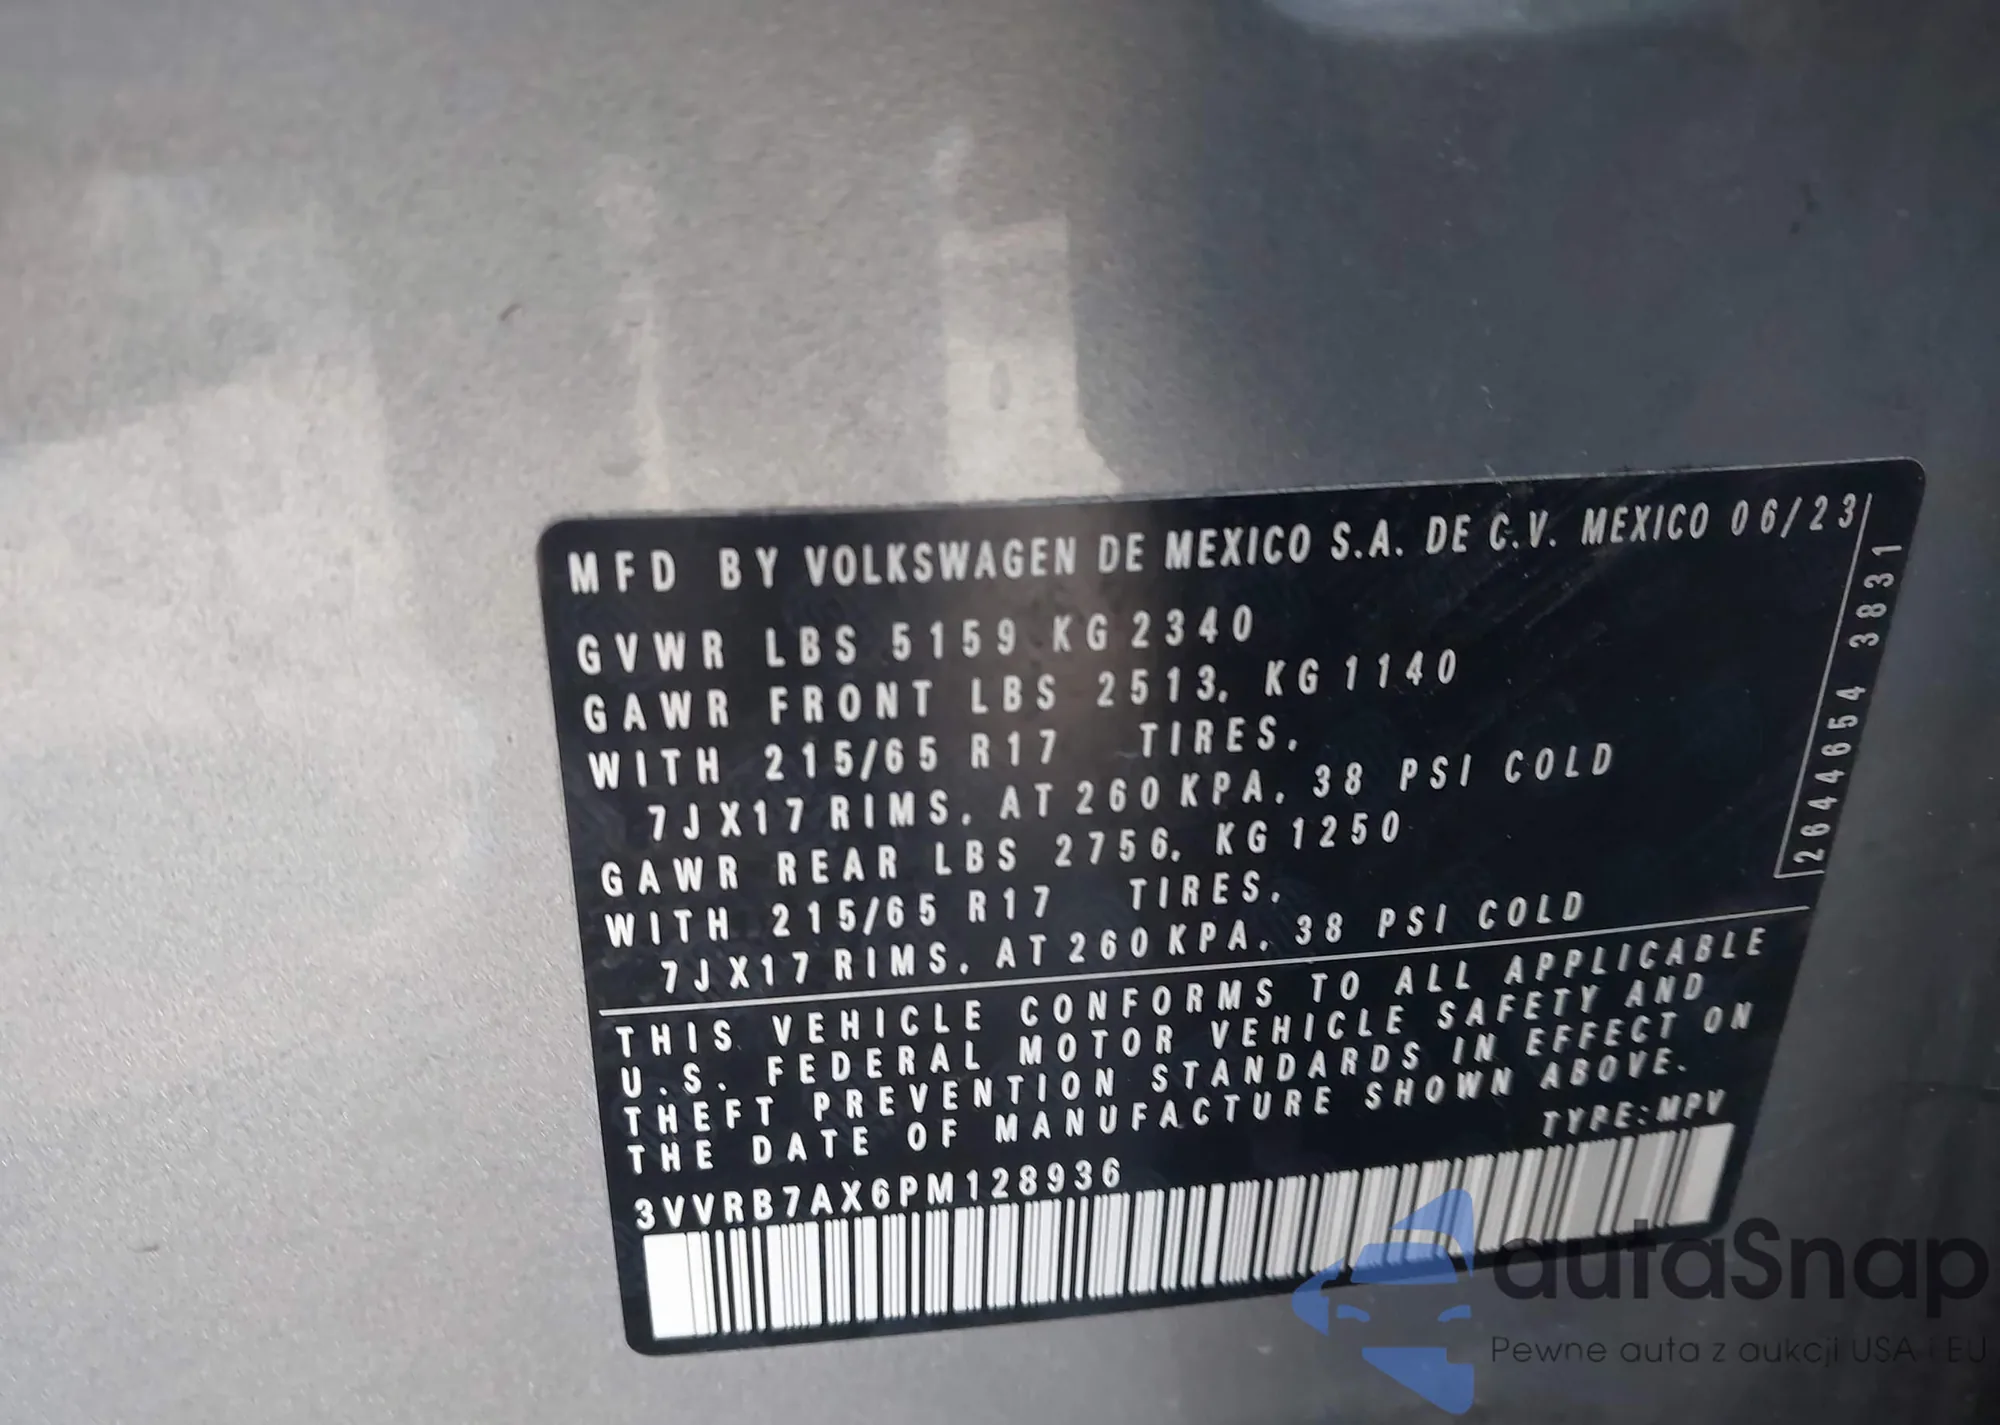 MFD BY VOLKSWAGEN DE MEXICO S.A. DE C.V. MEXICO 06/23
GVWR LBS 5159 KG 2340
GAWR FRONT LBS 2513, KG 1140
WITH 215/65 R17 TIRES,
7JX17 RIMS, AT 260 KPA, 38 PSI COLD
GAWR REAR LBS 2756, KG 1250
WITH 215/65 R17 TIRES,
7JX17 RIMS, AT 260 KPA, 38 PSI COLD
2644654 3831
THIS VEHICLE CONFORMS TO ALL APPLICABLE
U.S. FEDERAL MOTOR VEHICLE SAFETY AND
THEFT PREVENTION STANDARDS IN EFFECT ON
THE DATE OF MANUFACTURE SHOWN ABOVE.
TYPE:MPV
3VVRB7AX6PM128936
autaSnap
Pewne auta z aukcji USA i EU